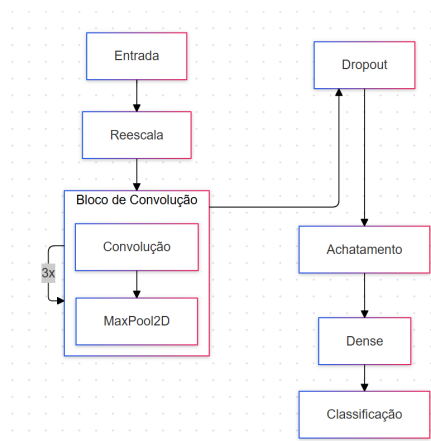 Entrada
Reescala
Bloco de Convolução
Convolução
3x
MaxPool2D
Dropout
Achatamento
Dense
Classificação